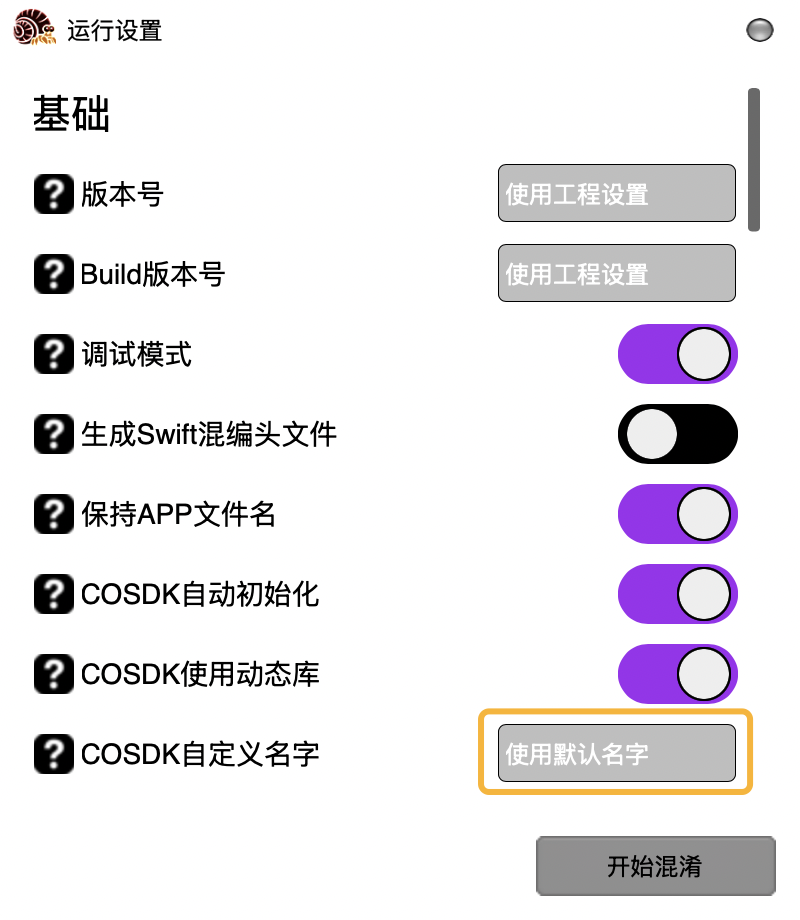 运行设置
基础
? 版本号 使用工程设置
? Build版本号 使用工程设置
? 调试模式
? 生成Swift混编头文件
? 保持APP文件名
? COSDK自动初始化
? COSDK使用动态库
? COSDK自定义名字 使用默认名字
开始混淆